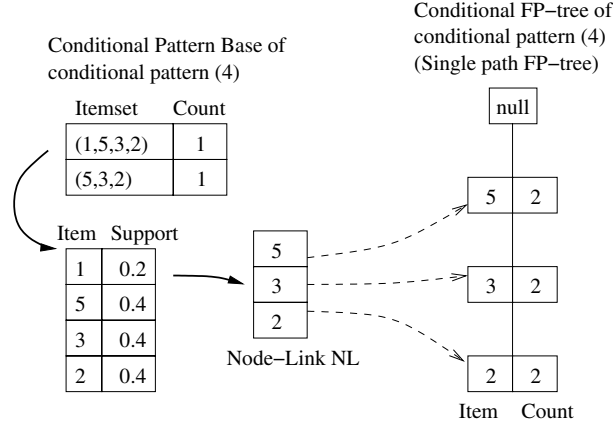 Conditional Pattern Base of
conditional pattern (4)
Itemset Count
(1,5,3,2) 1
(5,3,2) 1
Item Support
1 0.2
5 0.4
3 0.4
2 0.4
5
3
2
Node−Link NL
Conditional FP−tree of
conditional pattern (4)
(Single path FP−tree)
null
5 2
3 2
2 2
Item Count